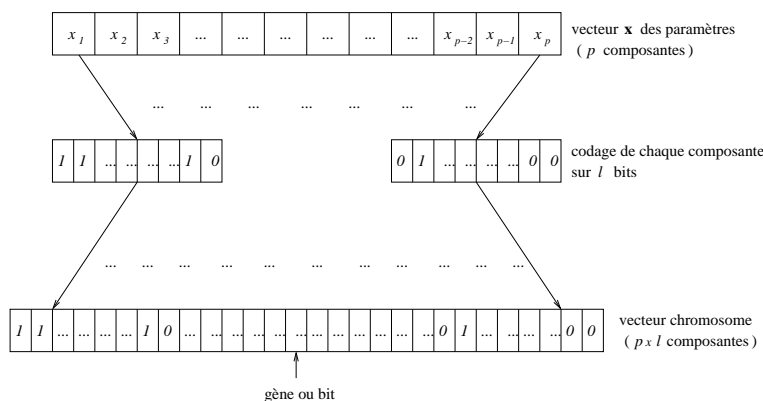 x1 x2 x3 ... ... ... ... ... ... xp−2 xp−1 xp
vecteur x des paramètres
( p composantes )
... ... ... ... ... ... ...
1 1 ... ... ... ... 1 0
0 1 ... ... ... ... 0 0
codage de chaque composante
sur l bits
... ... ... ... ... ... ... ... ... ... ...
1 1 ... ... ... ... 1 0 ... ... ... ... ... ... ... ... ... ... ... ... 0 1 ... ... ... ... 0 0
vecteur chromosome
( p x l composantes )
gène ou bit